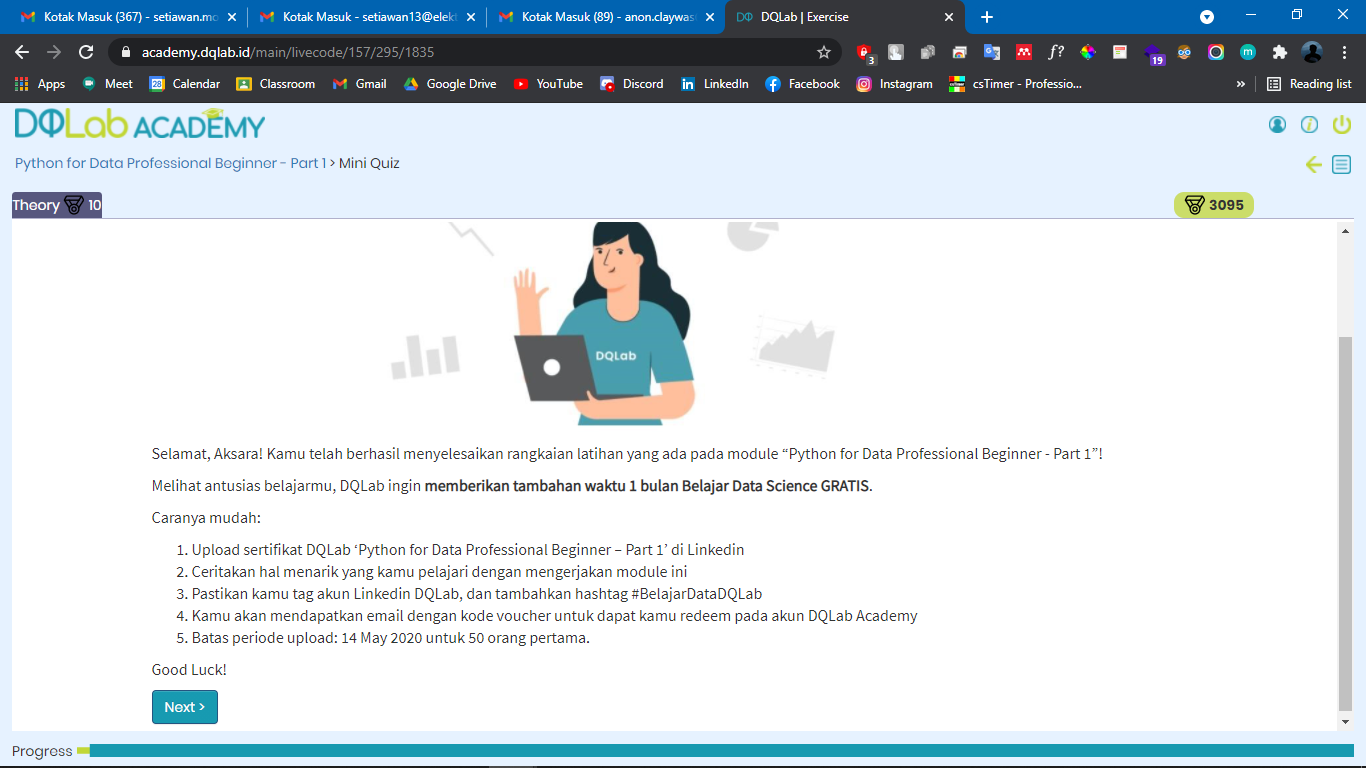 Kotak Masuk (367) - setiawan.mo
Kotak Masuk - setiawan13@elekt
Kotak Masuk (89) - anon.claywas
DQLab | Exercise
academy.dqlab.id/main/livecode/157/295/1835
3
f?
19
m
Apps
Meet
28
Calendar
Classroom
Gmail
Google Drive
YouTube
Discord
LinkedIn
Facebook
Instagram
csTimer - Professio...
»
Reading list
DQLab ACADEMY
Python for Data Professional Beginner - Part 1 > Mini Quiz
Theory 10
3095
DQLab
Selamat, Aksara! Kamu telah berhasil menyelesaikan rangkaian latihan yang ada pada module “Python for Data Professional Beginner - Part 1”!
Melihat antusias belajarmu, DQLab ingin memberikan tambahan waktu 1 bulan Belajar Data Science GRATIS.
Caranya mudah:
1. Upload sertifikat DQLab ‘Python for Data Professional Beginner – Part 1’ di Linkedin
2. Ceritakan hal menarik yang kamu pelajari dengan mengerjakan module ini
3. Pastikan kamu tag akun Linkedin DQLab, dan tambahkan hashtag #BelajarDataDQLab
4. Kamu akan mendapatkan email dengan kode voucher untuk dapat kamu redeem pada akun DQLab Academy
5. Batas periode upload: 14 May 2020 untuk 50 orang pertama.
Good Luck!
Next >
Progress